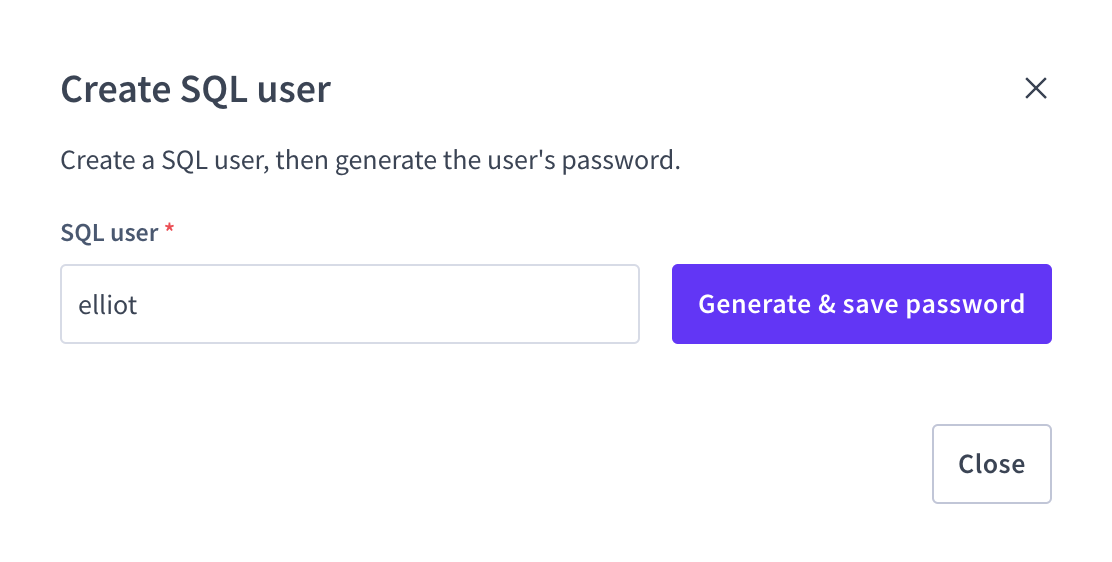 Create SQL user
Create a SQL user, then generate the user's password.
SQL user *
elliot
Generate & save password
Close